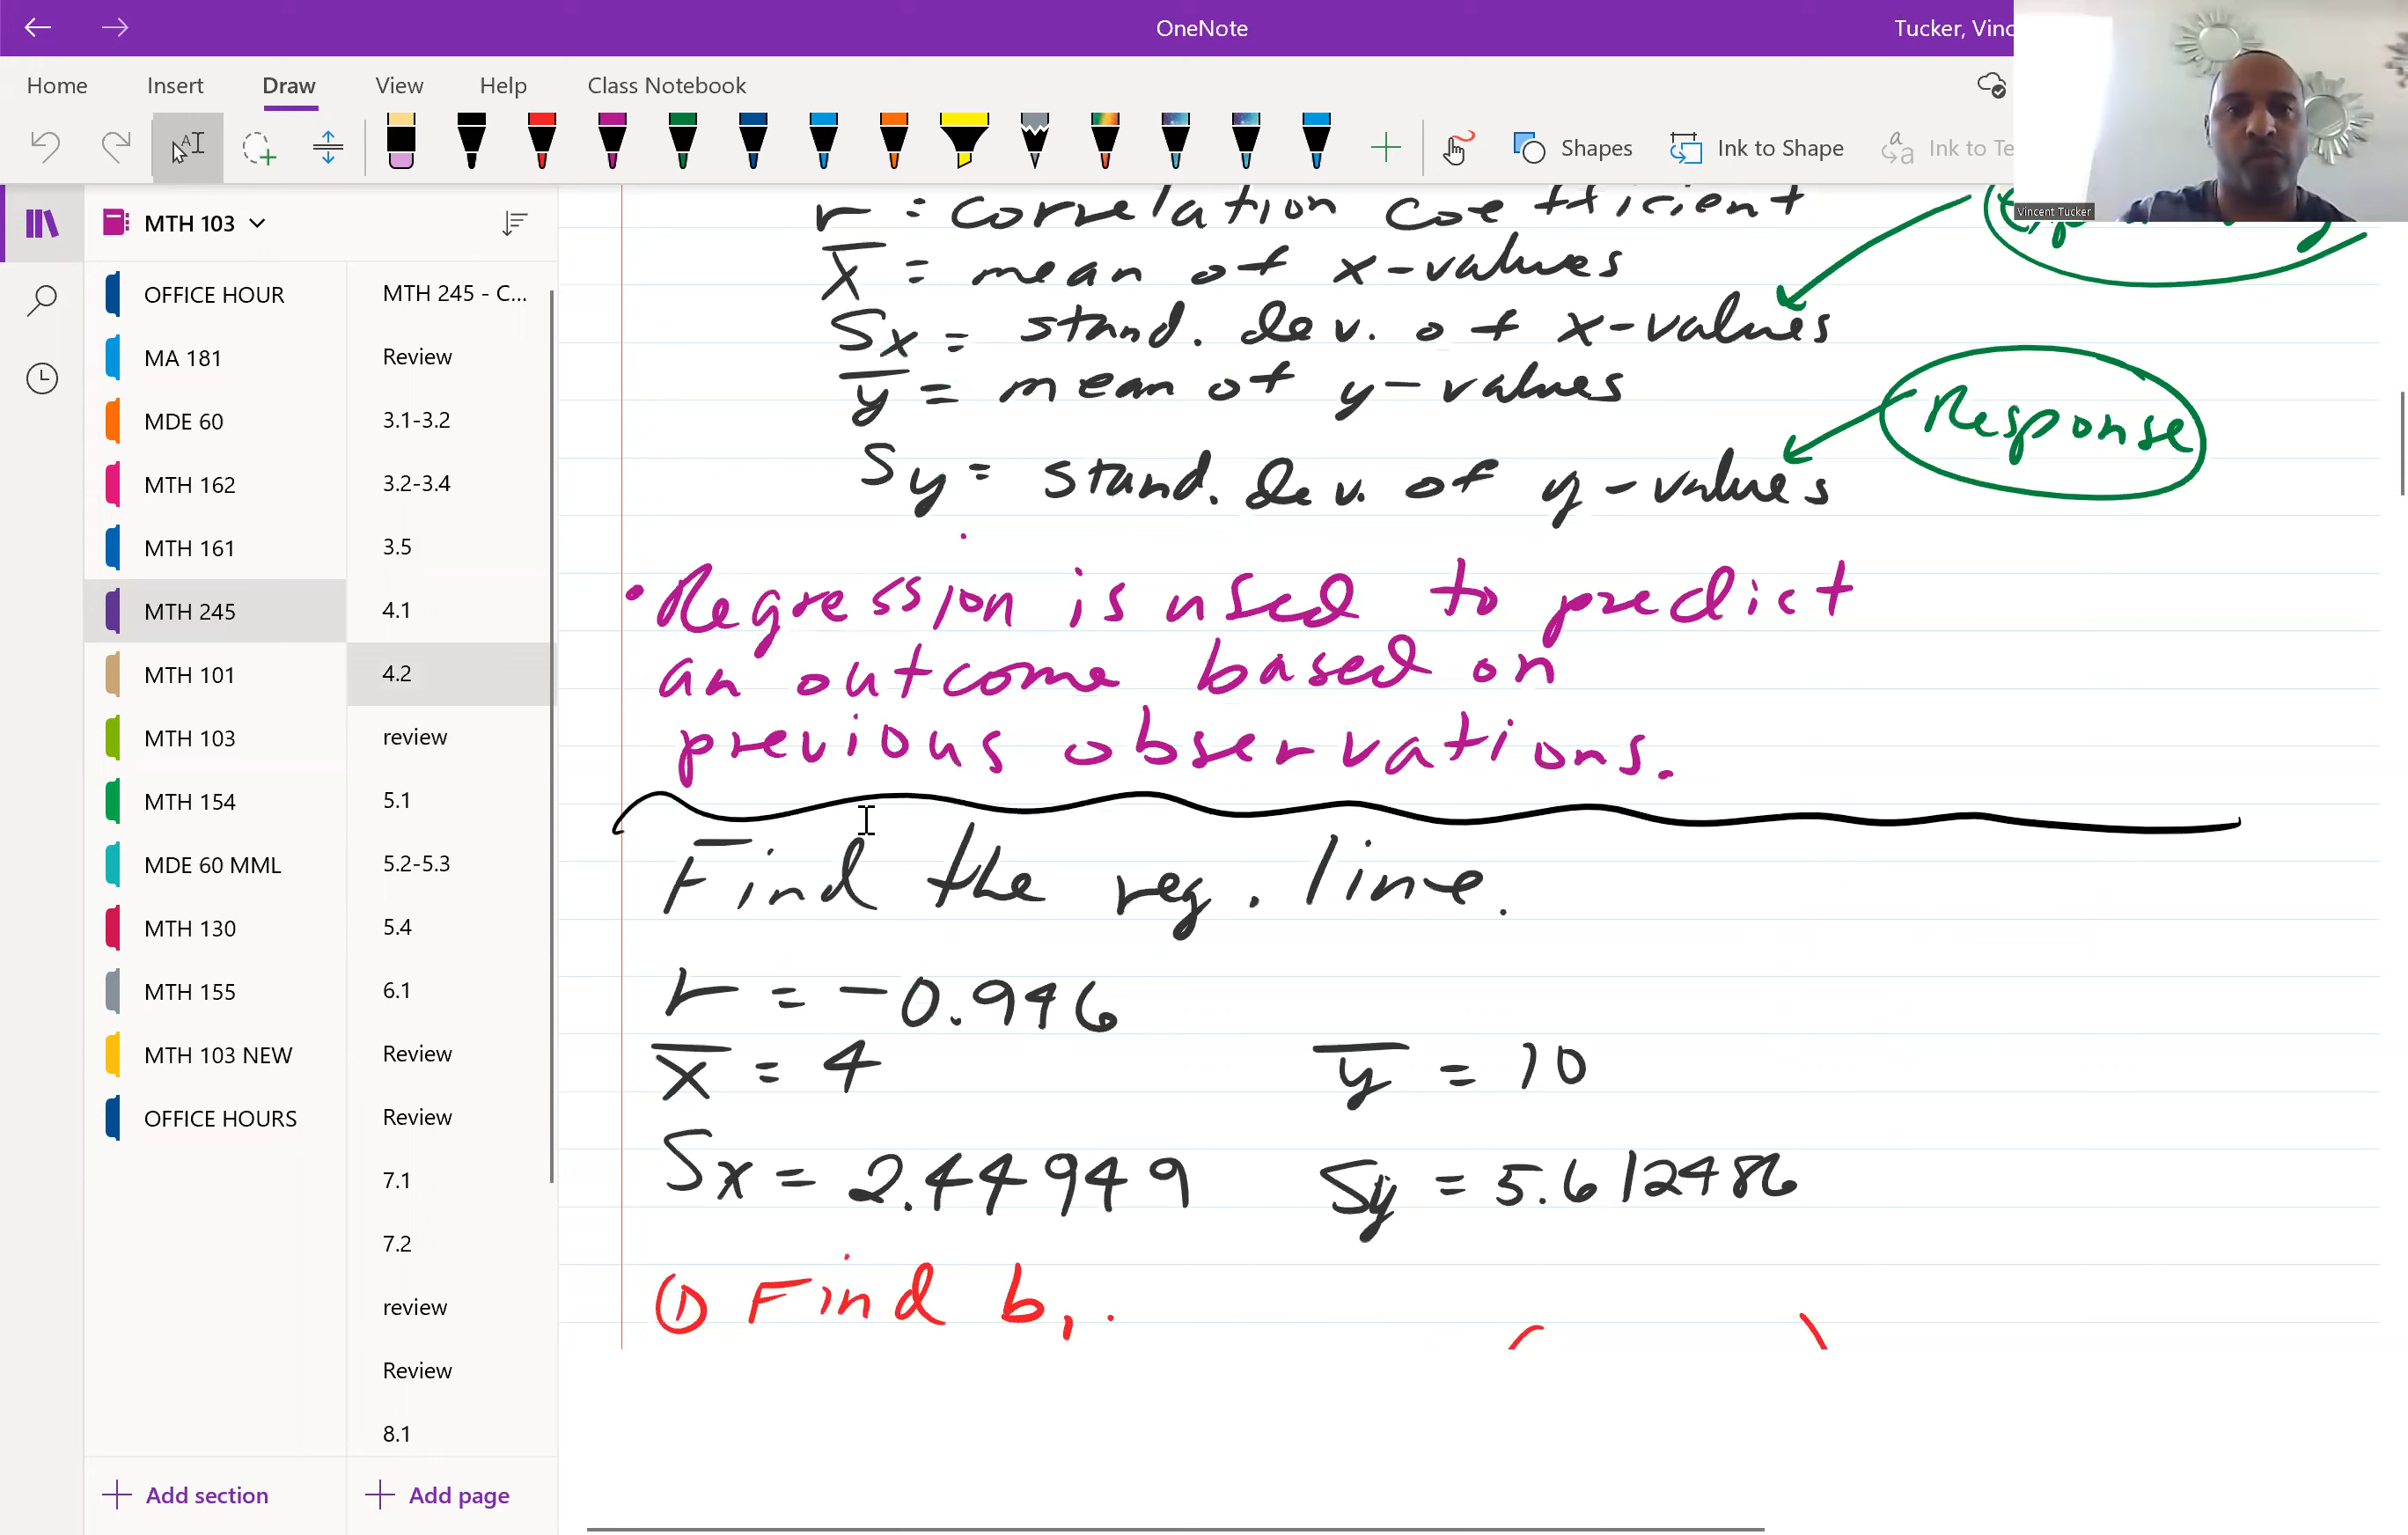 OneNote
Tucker, Vinc
Home Insert Draw View Help Class Notebook
Shapes Ink to Shape Ink to Te
Vincent Tucker
MTH 103
OFFICE HOUR
MA 181
MDE 60
MTH 162
MTH 161
MTH 245
MTH 101
MTH 103
MTH 154
MDE 60 MML
MTH 130
MTH 155
MTH 103 NEW
OFFICE HOURS
Add section
MTH 245 - C...
Review
3.1-3.2
3.2-3.4
3.5
4.1
4.2
review
5.1
5.2-5.3
5.4
6.1
Review
Review
7.1
7.2
review
Review
8.1
Add page
r = correlation coefficient
x̅ = mean of x-values
Sx = stand. dev. of x-values
y̅ = mean of y-values
Response
Sy = stand. dev. of y-values
• Regression is used to predict
an outcome based on
previous observations.
Find the reg. line.
r = -0.946
x̅ = 4 y̅ = 10
Sx = 2.44949 Sy = 5.612486
① Find b₁.